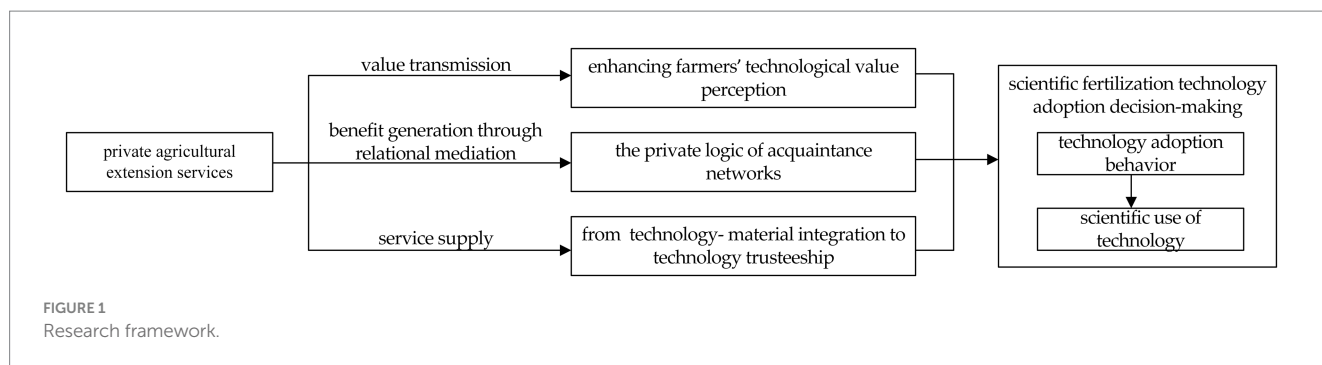 private agricultural
extension services
value transmission
benefit generation through
relational mediation
service supply
enhancing farmers' technological value
perception
the private logic of acquaintance
networks
from technology- material integration to
technology trusteeship
scientific fertilization technology
adoption decision-making
technology adoption
behavior
scientific use of
technology
FIGURE 1
Research framework.